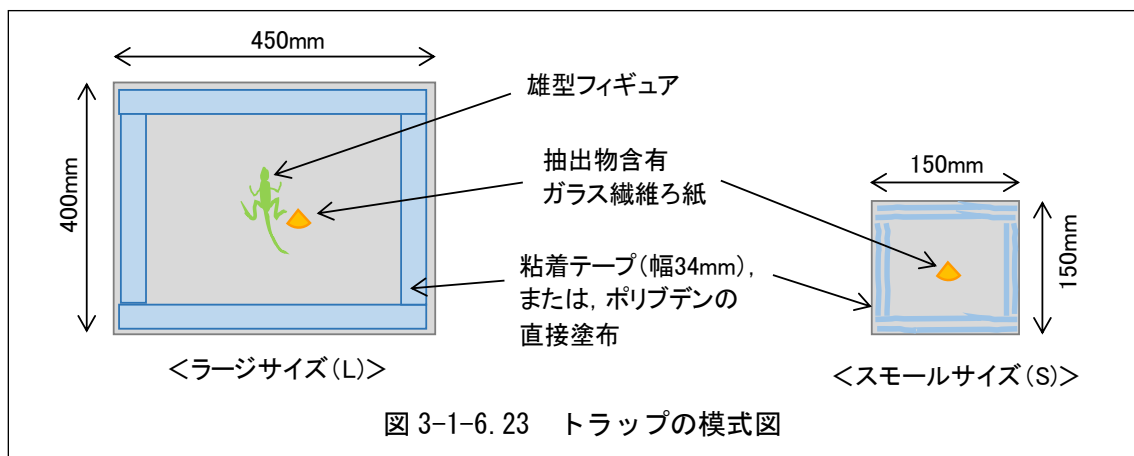 450mm
400mm
雄型フィギュア
抽出物含有
ガラス繊維ろ紙
粘着テープ(幅34mm),
または,ポリブデンの
直接塗布
150mm
150mm
<ラージサイズ(L)>
<スモールサイズ(S)>
図 3-1-6.23 トラップの模式図